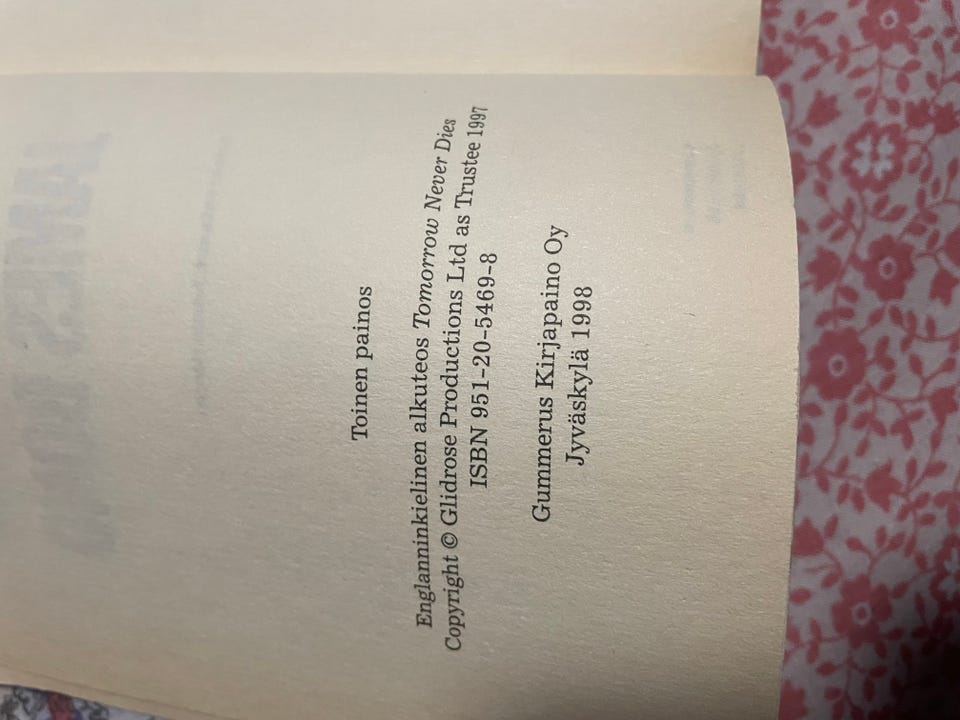 Toinen painos
Englanninkielinen alkuteos Tomorrow Never Dies
Copyright © Glidrose Productions Ltd as Trustee 1997
ISBN 951-20-5469-8
Gummerus Kirjapaino Oy
Jyväskylä 1998